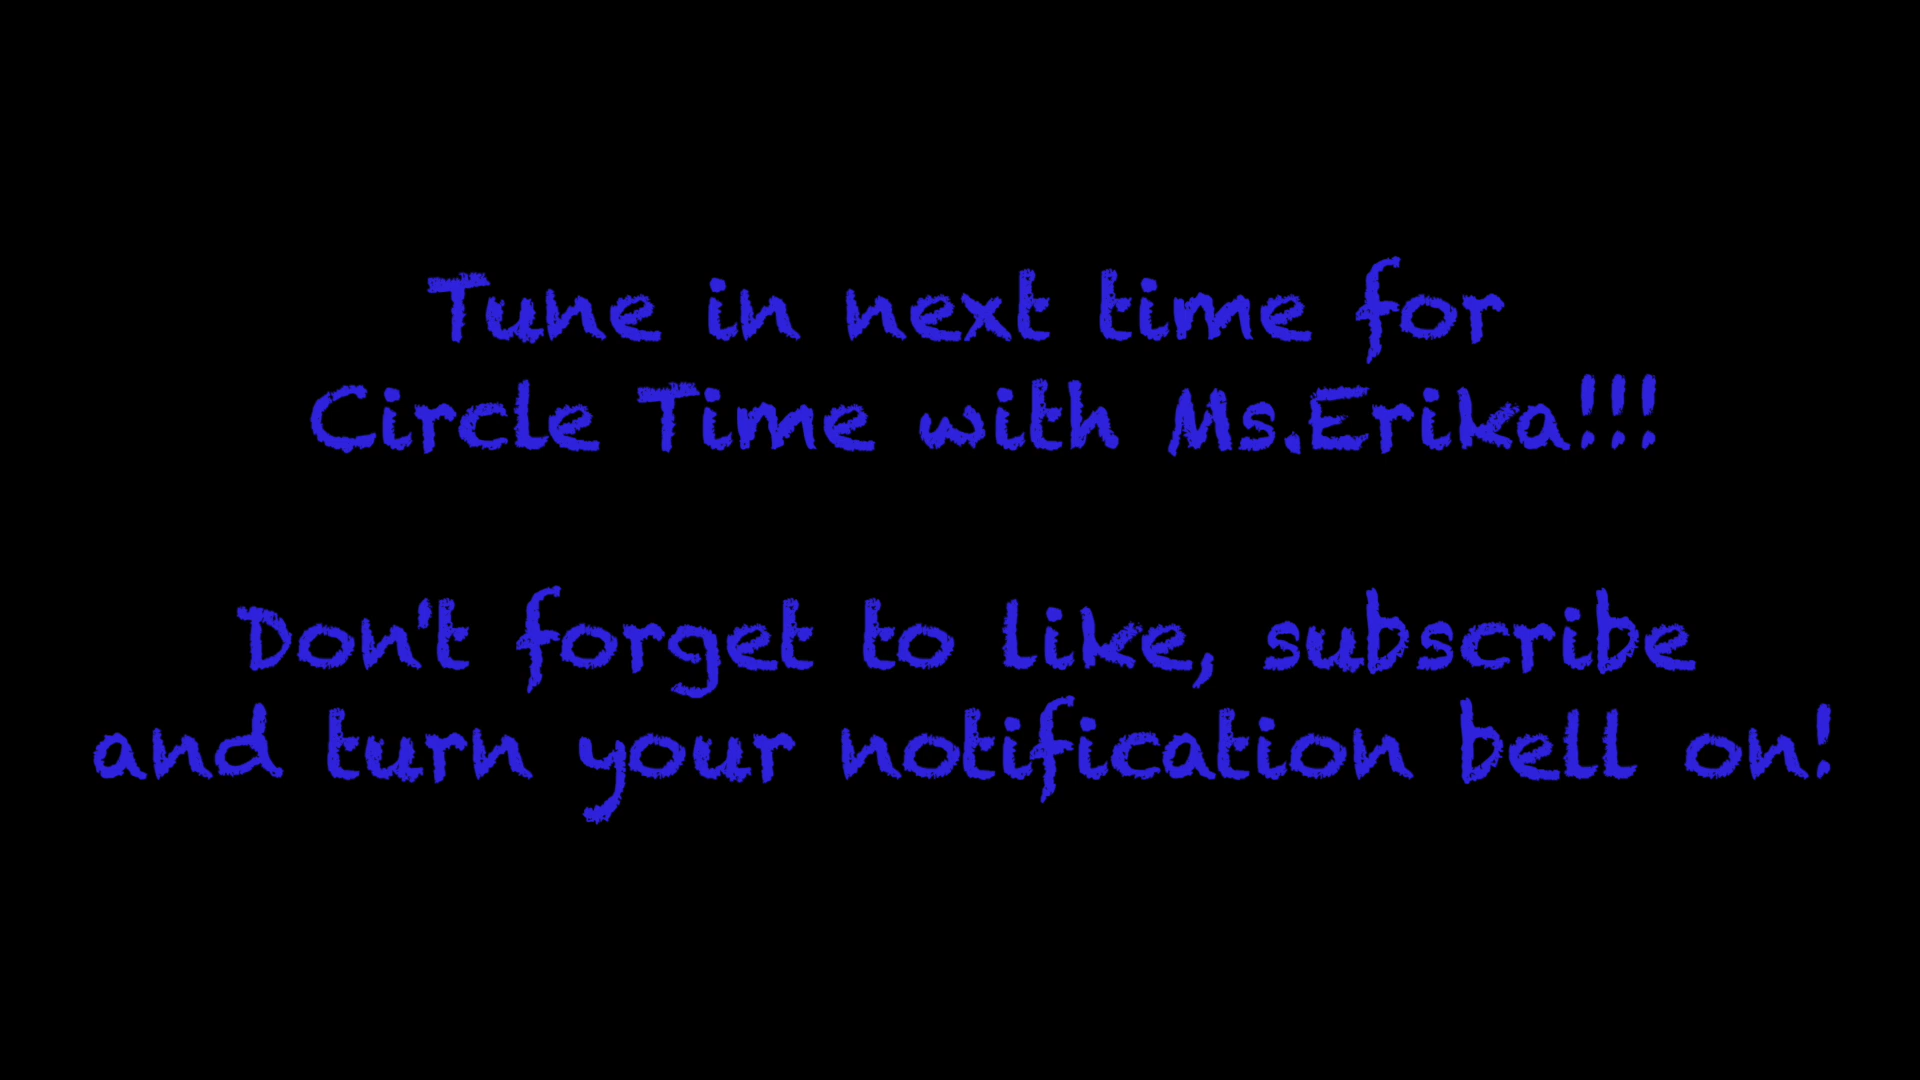 Tune in next time for
Circle Time with Ms.Erika!!!
Don't forget to like, subscribe
and turn your notification bell on!